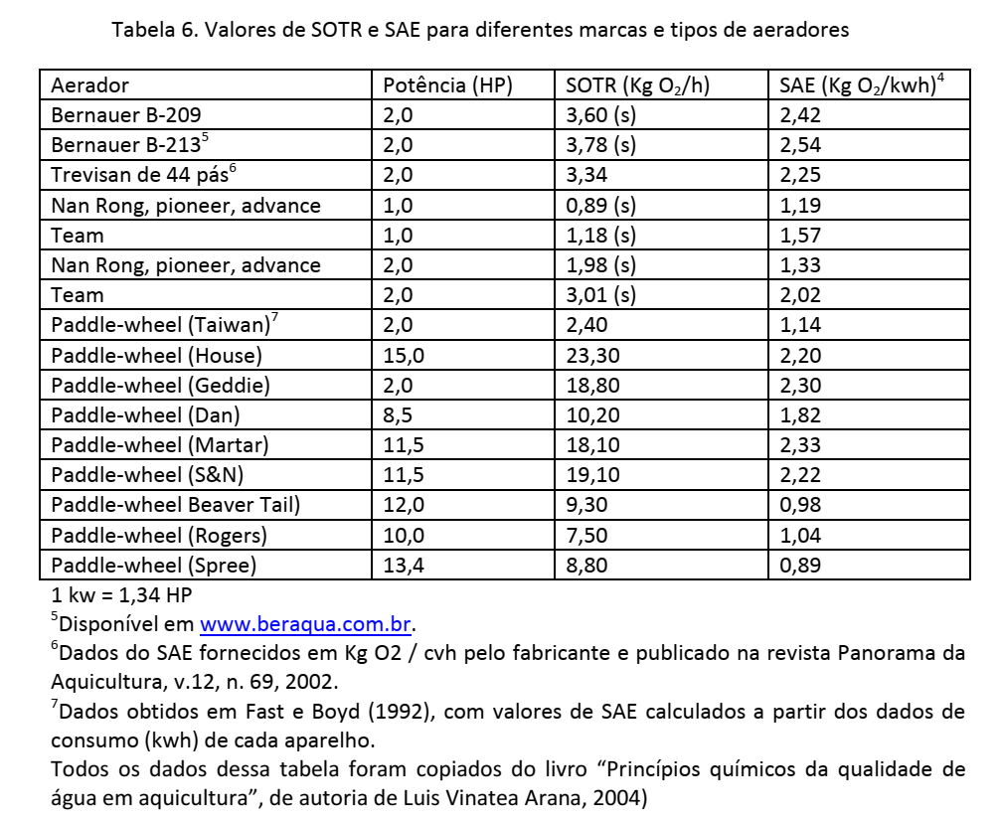 Tabela 6. Valores de SOTR e SAE para diferentes marcas e tipos de aeradores
Aerador Potência (HP) SOTR (Kg O₂/h) SAE (Kg O₂/kwh)⁴
Bernauer B-209 2,0 3,60 (s) 2,42
Bernauer B-213⁵ 2,0 3,78 (s) 2,54
Trevisan de 44 pás⁶ 2,0 3,34 2,25
Nan Rong, pioneer, advance 1,0 0,89 (s) 1,19
Team 1,0 1,18 (s) 1,57
Nan Rong, pioneer, advance 2,0 1,98 (s) 1,33
Team 2,0 3,01 (s) 2,02
Paddle-wheel (Taiwan)⁷ 2,0 2,40 1,14
Paddle-wheel (House) 15,0 23,30 2,20
Paddle-wheel (Geddie) 2,0 18,80 2,30
Paddle-wheel (Dan) 8,5 10,20 1,82
Paddle-wheel (Martar) 11,5 18,10 2,33
Paddle-wheel (S&N) 11,5 19,10 2,22
Paddle-wheel Beaver Tail) 12,0 9,30 0,98
Paddle-wheel (Rogers) 10,0 7,50 1,04
Paddle-wheel (Spree) 13,4 8,80 0,89
1 kw = 1,34 HP
⁵Disponível em www.beraqua.com.br.
⁶Dados do SAE fornecidos em Kg O2 / cvh pelo fabricante e publicado na revista Panorama da
Aquicultura, v.12, n. 69, 2002.
⁷Dados obtidos em Fast e Boyd (1992), com valores de SAE calculados a partir dos dados de
consumo (kwh) de cada aparelho.
Todos os dados dessa tabela foram copiados do livro “Princípios químicos da qualidade de
água em aquicultura”, de autoria de Luis Vinatea Arana, 2004)